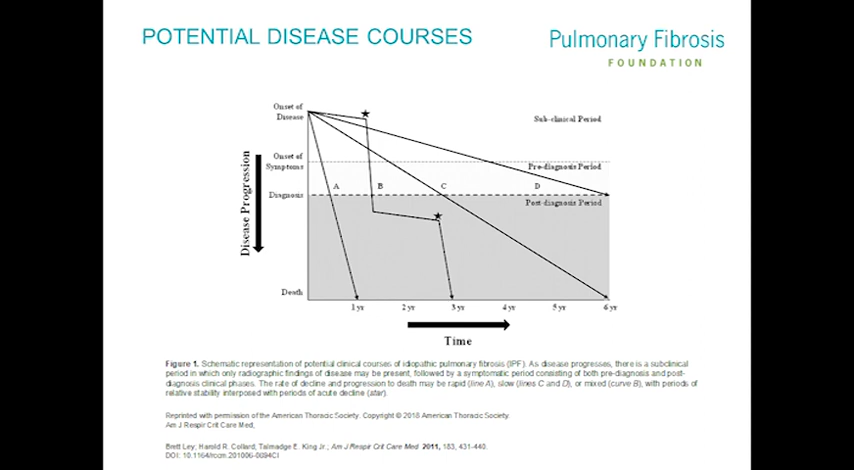 POTENTIAL DISEASE COURSES
Pulmonary Fibrosis
FOUNDATION
Onset of
Disease
Sub-clinical Period
Onset of
Symptoms
Pre-diagnosis Period
A B C D
Diagnosis
Post-diagnosis Period
Disease Progression
Death
1 yr 2 yr 3 yr 4 yr 5 yr 6 yr
Time
Figure 1. Schematic representation of potential clinical courses of idiopathic pulmonary fibrosis (IPF). As disease progresses, there is a subclinical
period in which only radiographic findings of disease may be present, followed by a symptomatic period consisting of both pre-diagnosis and post-
diagnosis clinical phases. The rate of decline and progression to death may be rapid (line A), slow (lines C and D), or mixed (curve B), with periods of
relative stability interposed with periods of acute decline (star).
Reprinted with permission of the American Thoracic Society. Copyright © 2018 American Thoracic Society.
Am J Respir Crit Care Med,
Brett Ley; Harold R. Collard; Talmadge E. King Jr.; Am J Respir Crit Care Med 2011, 183, 431-440.
DOI: 10.1164/rccm.201006-0894CI